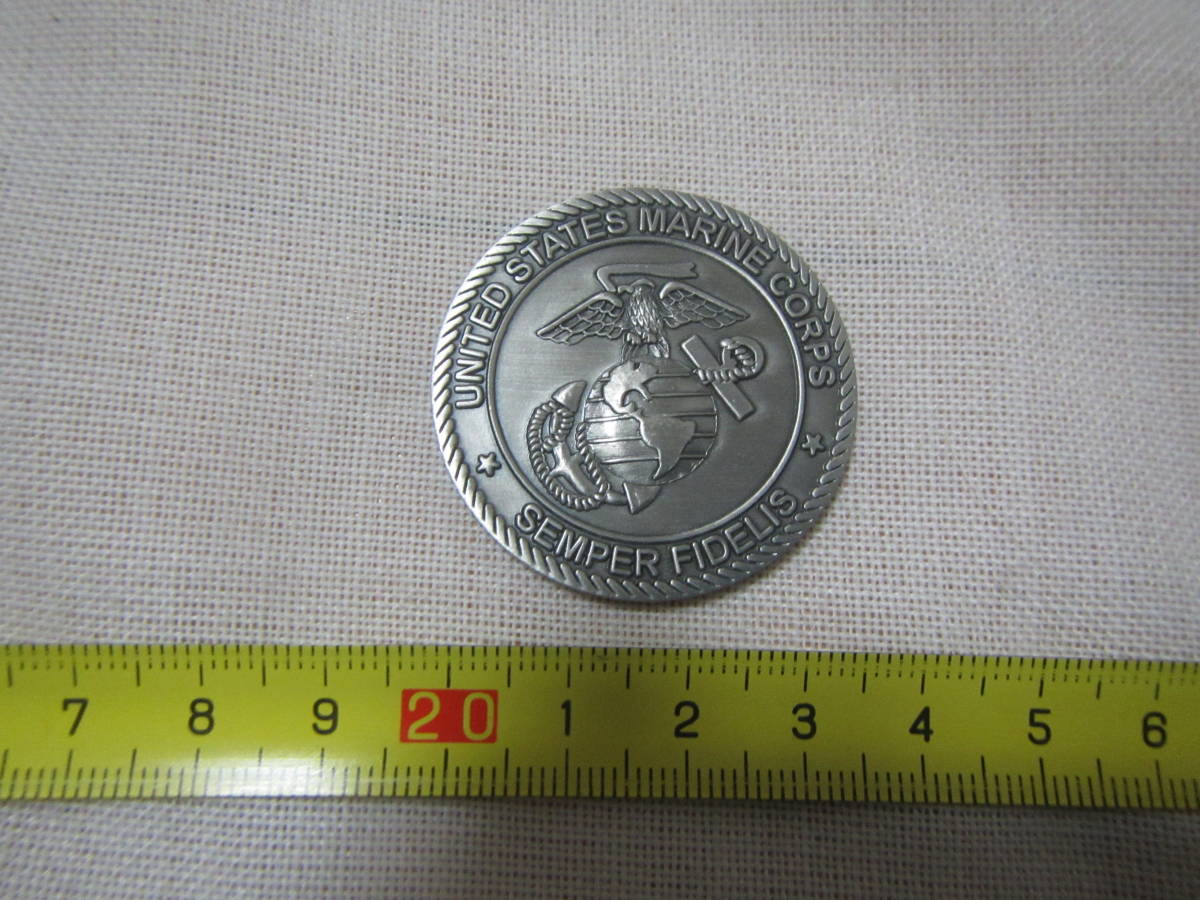 UNITED STATES MARINE CORPS
SEMPER FIDELIS
7 8 9 20 1 2 3 4 5 6